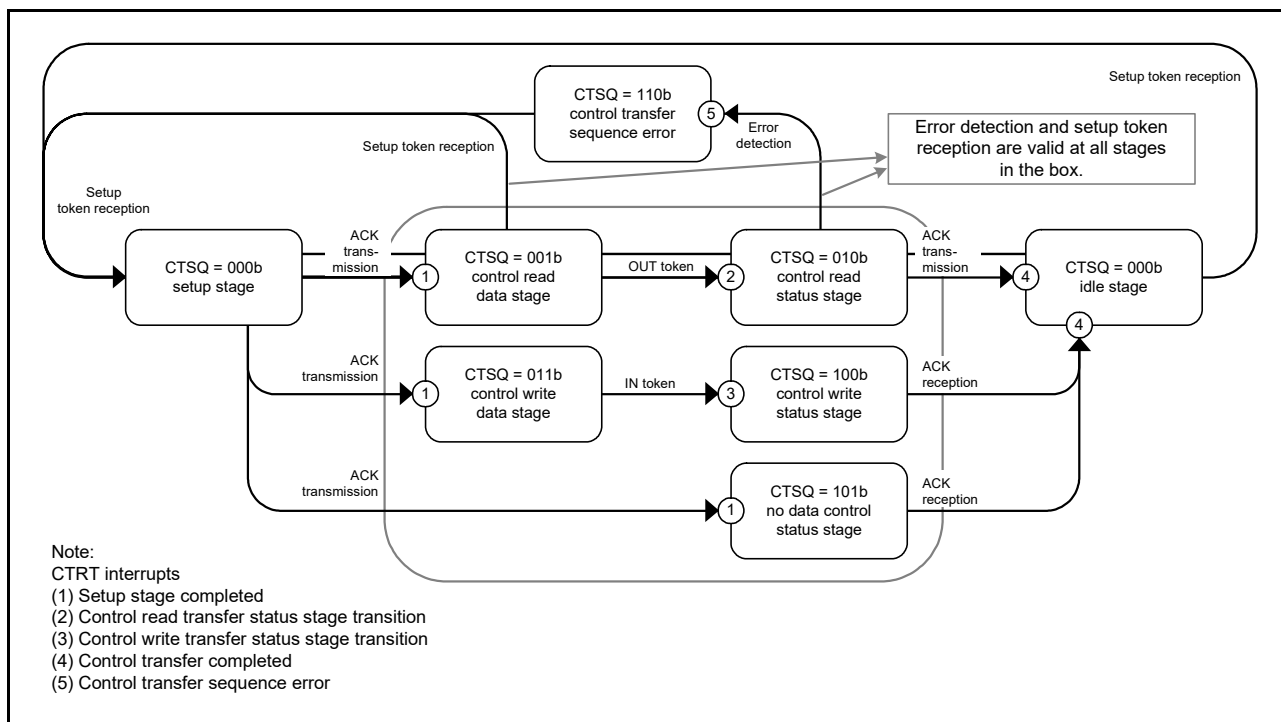 Setup token reception
CTSQ = 110b
control transfer
sequence error
5
Error
detection
Setup token reception
Error detection and setup token
reception are valid at all stages
in the box.
Setup
token reception
CTSQ = 000b
setup stage
ACK
trans-
mission
1
CTSQ = 001b
control read
data stage
OUT token
2
CTSQ = 010b
control read
status stage
ACK
trans-
mission
4
CTSQ = 000b
idle stage
4
ACK
transmission
1
CTSQ = 011b
control write
data stage
IN token
3
CTSQ = 100b
control write
status stage
ACK
reception
ACK
transmission
1
CTSQ = 101b
no data control
status stage
ACK
reception
Note:
CTRT interrupts
(1) Setup stage completed
(2) Control read transfer status stage transition
(3) Control write transfer status stage transition
(4) Control transfer completed
(5) Control transfer sequence error